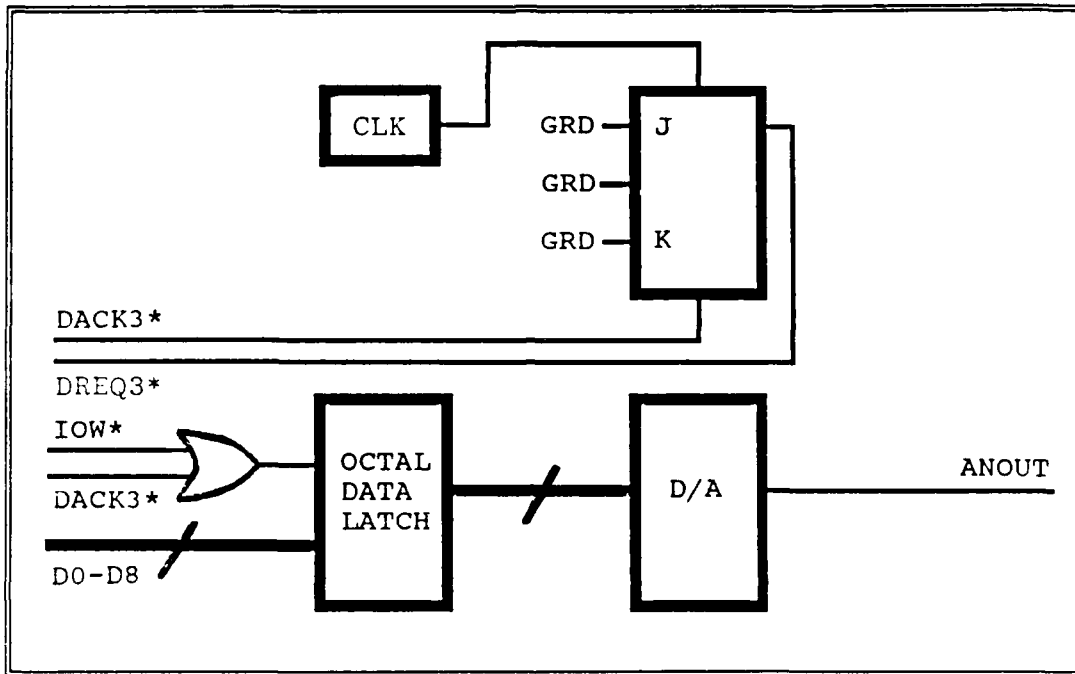 CLK
GRD
J
GRD
GRD
K
DACK3*
DREQ3*
IOW*
DACK3*
D0-D8
OCTAL
DATA
LATCH
D/A
ANOUT